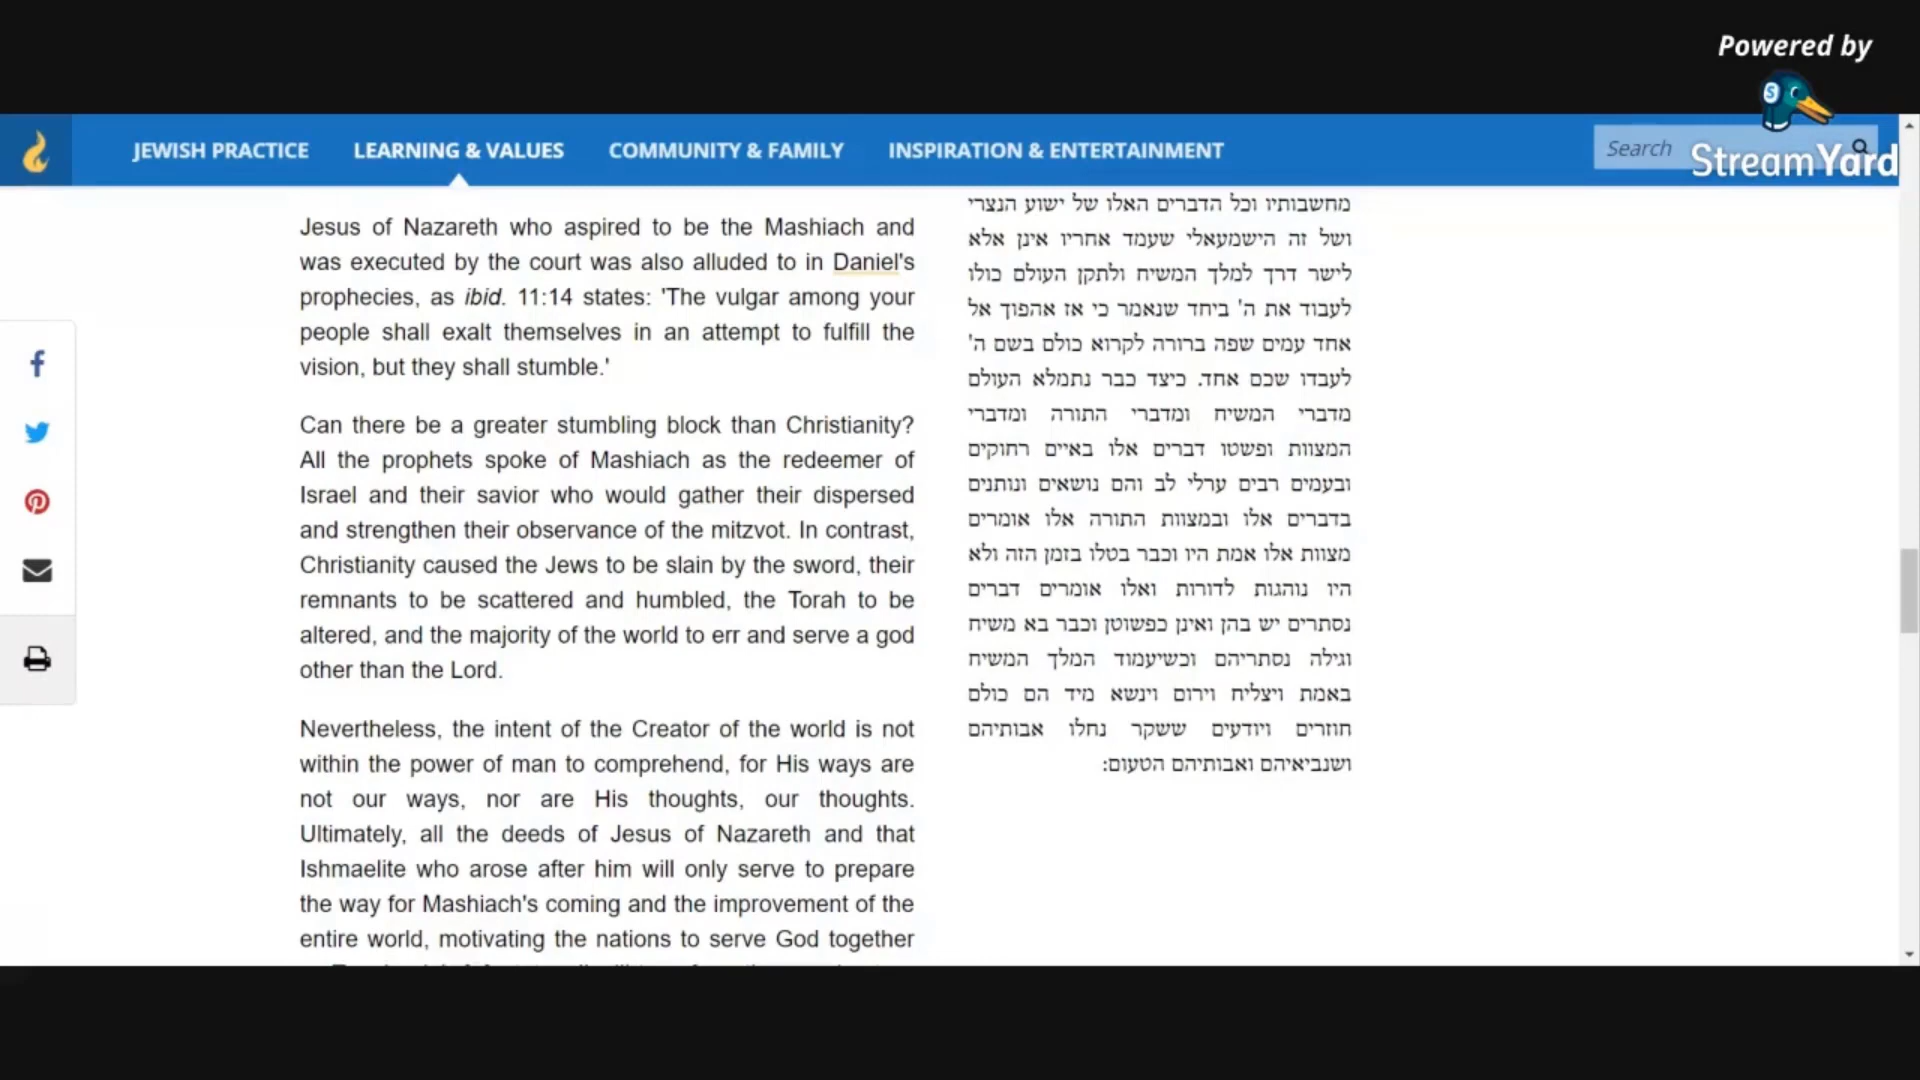 Powered by
StreamYard
JEWISH PRACTICE
LEARNING & VALUES
COMMUNITY & FAMILY
INSPIRATION & ENTERTAINMENT
Search
Jesus of Nazareth who aspired to be the Mashiach and
was executed by the court was also alluded to in Daniel's
prophecies, as ibid. 11:14 states: 'The vulgar among your
people shall exalt themselves in an attempt to fulfill the
vision, but they shall stumble.'
Can there be a greater stumbling block than Christianity?
All the prophets spoke of Mashiach as the redeemer of
Israel and their savior who would gather their dispersed
and strengthen their observance of the mitzvot. In contrast,
Christianity caused the Jews to be slain by the sword, their
remnants to be scattered and humbled, the Torah to be
altered, and the majority of the world to err and serve a god
other than the Lord.
Nevertheless, the intent of the Creator of the world is not
within the power of man to comprehend, for His ways are
not our ways, nor are His thoughts, our thoughts.
Ultimately, all the deeds of Jesus of Nazareth and that
Ishmaelite who arose after him will only serve to prepare
the way for Mashiach's coming and the improvement of the
entire world, motivating the nations to serve God together
מחשבותיו וכל הדברים האלו של ישוע הנצרי
ושל זה הישמעאלי שעמד אחריו אינן אלא
לישר דרך למלך המשיח ולתקן העולם כולו
לעבוד את ה' ביחד שנאמר כי אז אהפוך אל
אחד עמים שפה ברורה לקרוא כולם בשם ה'
לעבדו שכם אחד. כיצד כבר נתמלא העולם
מדברי המשיח ומדברי התורה ומדברי
המצוות ופשטו דברים אלו באיים רחוקים
ובעמים רבים ערלי לב והם נושאים ונותנים
בדברים אלו ובמצוות התורה אלו אומרים
מצוות אלו אמת היו וכבר בטלו בזמן הזה ולא
היו נוהגות לדורות ואלו אומרים דברים
נסתרים יש בהן ואינן כפשוטן וכבר בא משיח
וגילה נסתריהם וכשיעמוד המלך המשיח
באמת ויצליח וירום וינשא מיד הם כולם
חוזרים ויודעים ששקר נחלו אבותיהם
ושנביאיהם ואבותיהם הטעום: